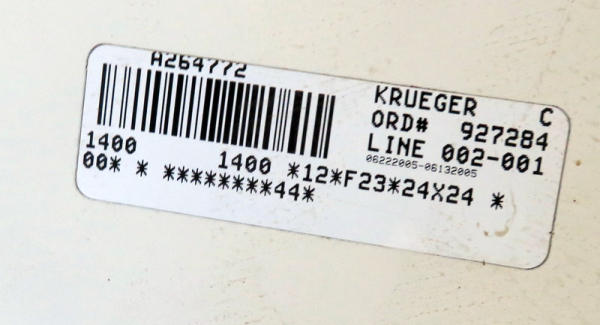 A264772
KRUEGER C
ORD# 927284
LINE 002-001
06222005-06132005
1400 1400 *12*F23*24X24 *
00* * ********44*